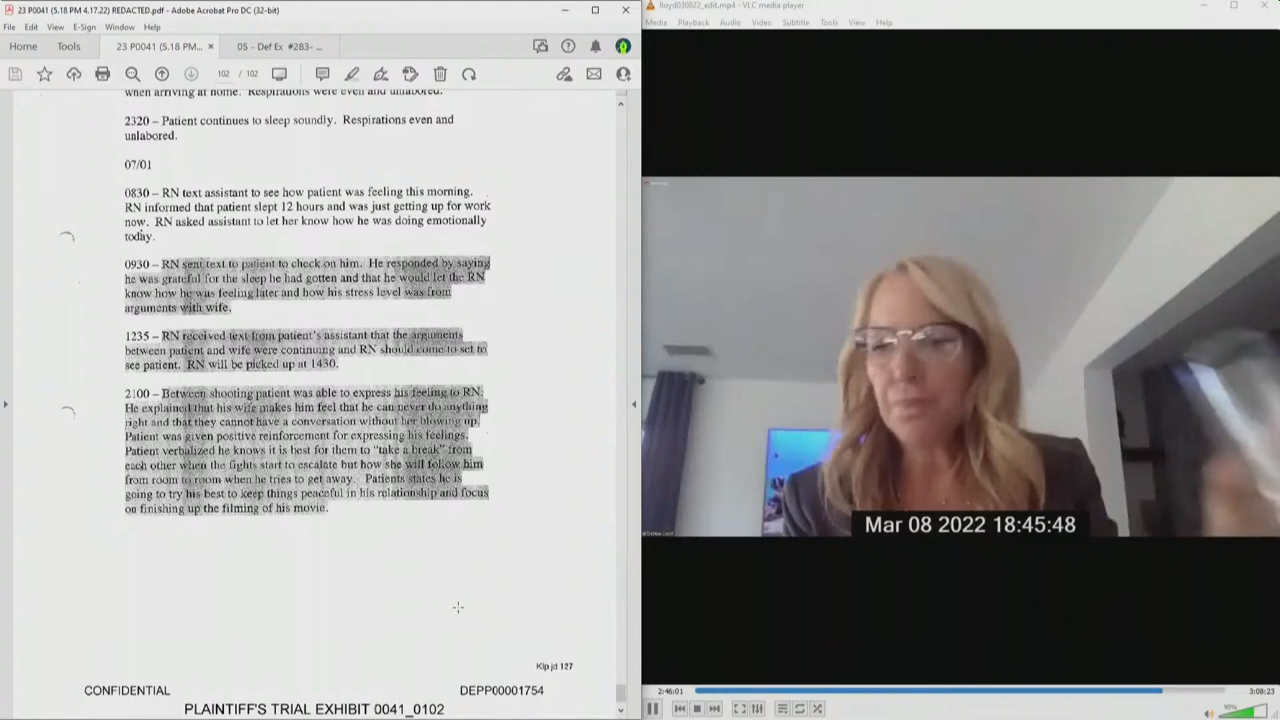 23 P0041 (5.18 PM 4.17.22) REDACTED.pdf - Adobe Acrobat Pro DC (32-bit)
File Edit View E-Sign Window Help
Home Tools 23 P0041 (5.18 PM... × 05 - Def Ex #283- ...
102 / 102
when arriving at home. Respirations were even and unlabored.
2320 – Patient continues to sleep soundly. Respirations even and
unlabored.
07/01
0830 – RN text assistant to see how patient was feeling this morning.
RN informed that patient slept 12 hours and was just getting up for work
now. RN asked assistant to let her know how he was doing emotionally
today.
0930 – RN sent text to patient to check on him. He responded by saying
he was grateful for the sleep he had gotten and that he would let the RN
know how he was feeling later and how his stress level was from
arguments with wife.
1235 – RN received text from patient's assistant that the arguments
between patient and wife were continuing and RN should come to set to
see patient. RN will be picked up at 1430.
2100 – Between shooting patient was able to express his feeling to RN.
He explained that his wife makes him feel that he can never do anything
right and that they cannot have a conversation without her blowing up.
Patient was given positive reinforcement for expressing his feelings.
Patient verbalized he knows it is best for them to "take a break" from
each other when the fights start to escalate but how she will follow him
from room to room when he tries to get away. Patients states he is
going to try his best to keep things peaceful in his relationship and focus
on finishing up the filming of his movie.
Kipjd 127
CONFIDENTIAL DEPP00001754
PLAINTIFF'S TRIAL EXHIBIT 0041_0102
lloyd030822_edit.mp4 - VLC media player
Media Playback Audio Video Subtitle Tools View Help
Mar 08 2022 18:45:48
2:46:01 3:08:23
90%